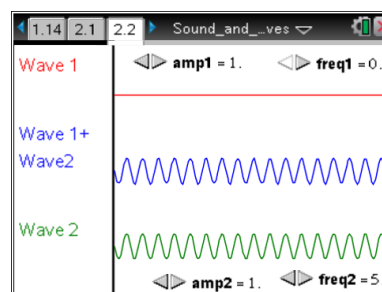 1.14 2.1 2.2 Sound_and_...ves
Wave 1 amp1 = 1. freq1 = 0.
Wave 1+
Wave2
Wave 2
amp2 = 1. freq2 = 5